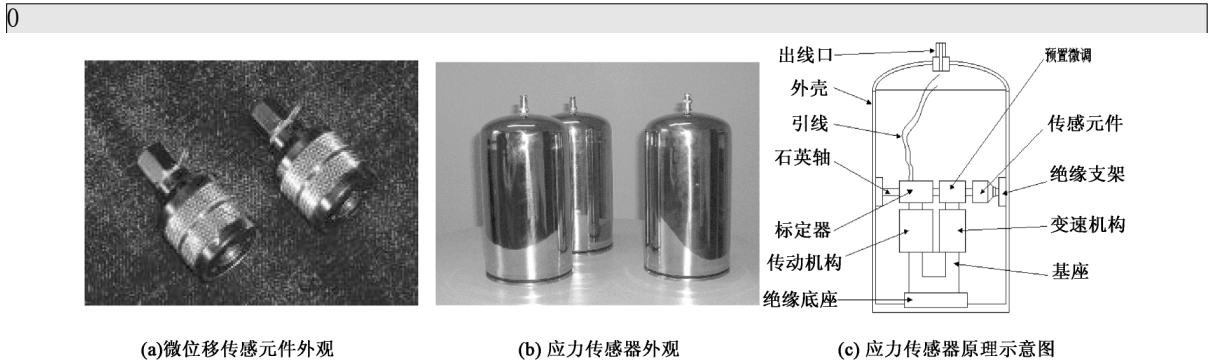 0
出线口
预置微调
外壳
引线
传感元件
石英轴
绝缘支架
标定器
变速机构
传动机构
基座
绝缘底座
(a)微位移传感元件外观
(b) 应力传感器外观
(c) 应力传感器原理示意图